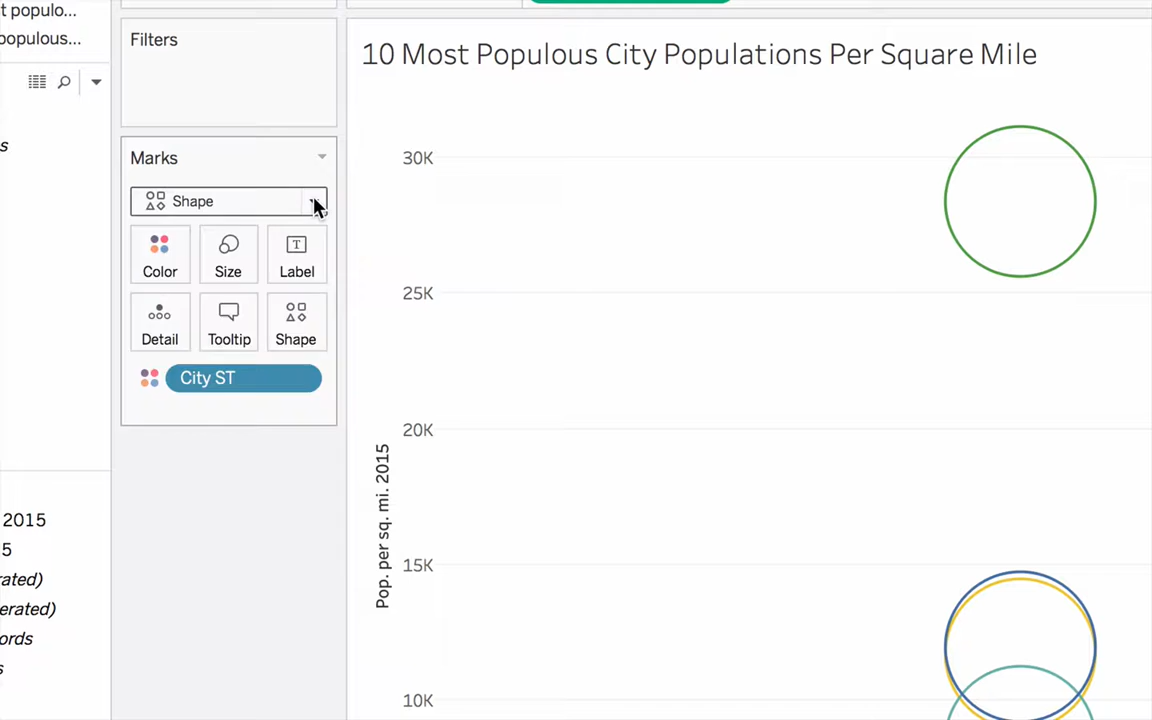 t populo...
populous...
s
2015
5
rated)
erated)
ords
s
Filters
Marks
Shape
Color
Size
Label
Detail
Tooltip
Shape
City ST
10 Most Populous City Populations Per Square Mile
30K
25K
20K
15K
10K
Pop. per sq. mi. 2015